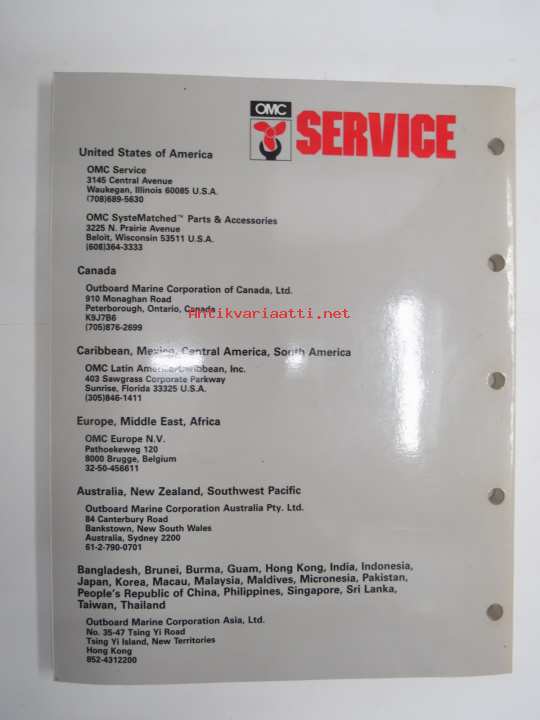 OMC
SERVICE
United States of America
OMC Service
3145 Central Avenue
Waukegan, Illinois 60085 U.S.A.
(708)689-5630
OMC SysteMatched™ Parts & Accessories
3225 N. Prairie Avenue
Beloit, Wisconsin 53511 U.S.A.
(608)364-3333
Canada
Outboard Marine Corporation of Canada, Ltd.
910 Monaghan Road
Peterborough, Ontario, Canada
K9J7B6
(705)876-2699
Antikvariaatti.net
Caribbean, Mexico, Central America, South America
OMC Latin America/Caribbean, Inc.
403 Sawgrass Corporate Parkway
Sunrise, Florida 33325 U.S.A.
(305)846-1411
Europe, Middle East, Africa
OMC Europe N.V.
Pathoekeweg 120
8000 Brugge, Belgium
32-50-456611
Australia, New Zealand, Southwest Pacific
Outboard Marine Corporation Australia Pty. Ltd.
84 Canterbury Road
Bankstown, New South Wales
Australia, Sydney 2200
61-2-790-0701
Bangladesh, Brunei, Burma, Guam, Hong Kong, India, Indonesia,
Japan, Korea, Macau, Malaysia, Maldives, Micronesia, Pakistan,
People's Republic of China, Philippines, Singapore, Sri Lanka,
Taiwan, Thailand
Outboard Marine Corporation Asia, Ltd.
No. 35-47 Tsing Yi Road
Tsing Yi Island, New Territories
Hong Kong
852-4312200